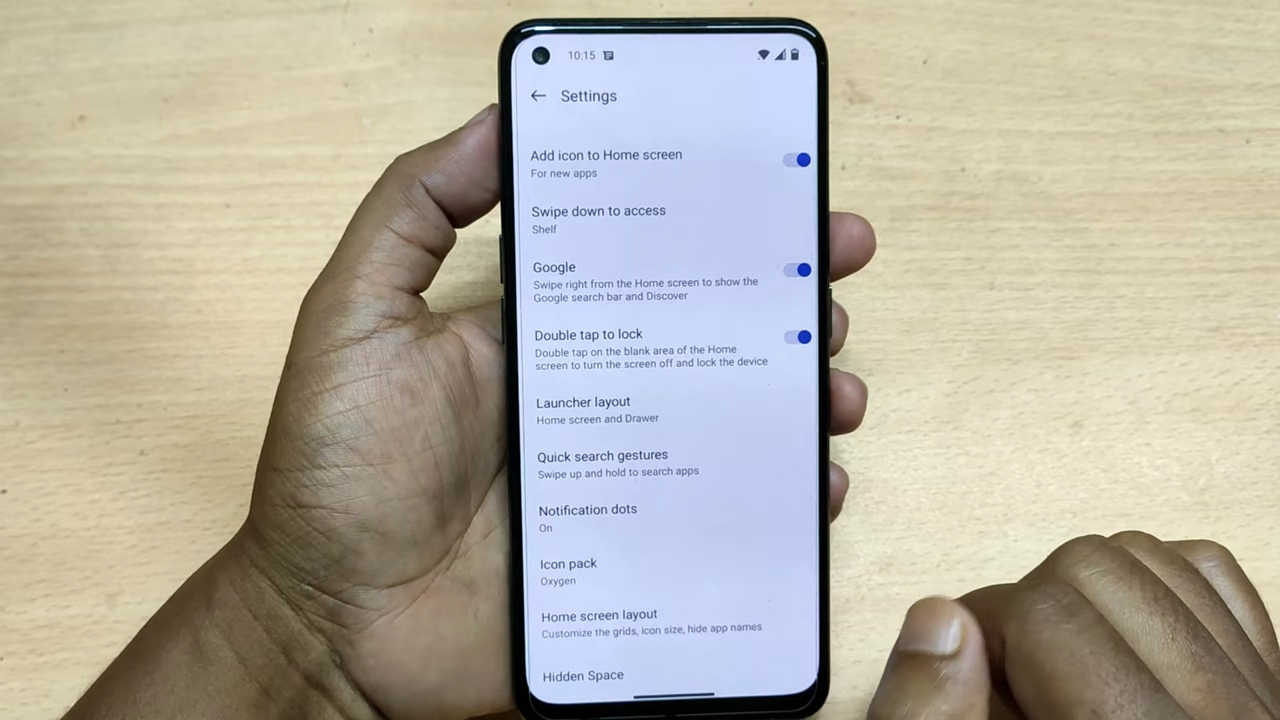 10:15
Settings
Add icon to Home screen
For new apps
Swipe down to access
Shelf
Google
Swipe right from the Home screen to show the
Google search bar and Discover
Double tap to lock
Double tap on the blank area of the Home
screen to turn the screen off and lock the device
Launcher layout
Home screen and Drawer
Quick search gestures
Swipe up and hold to search apps
Notification dots
On
Icon pack
Oxygen
Home screen layout
Customize the grids, icon size, hide app names
Hidden Space